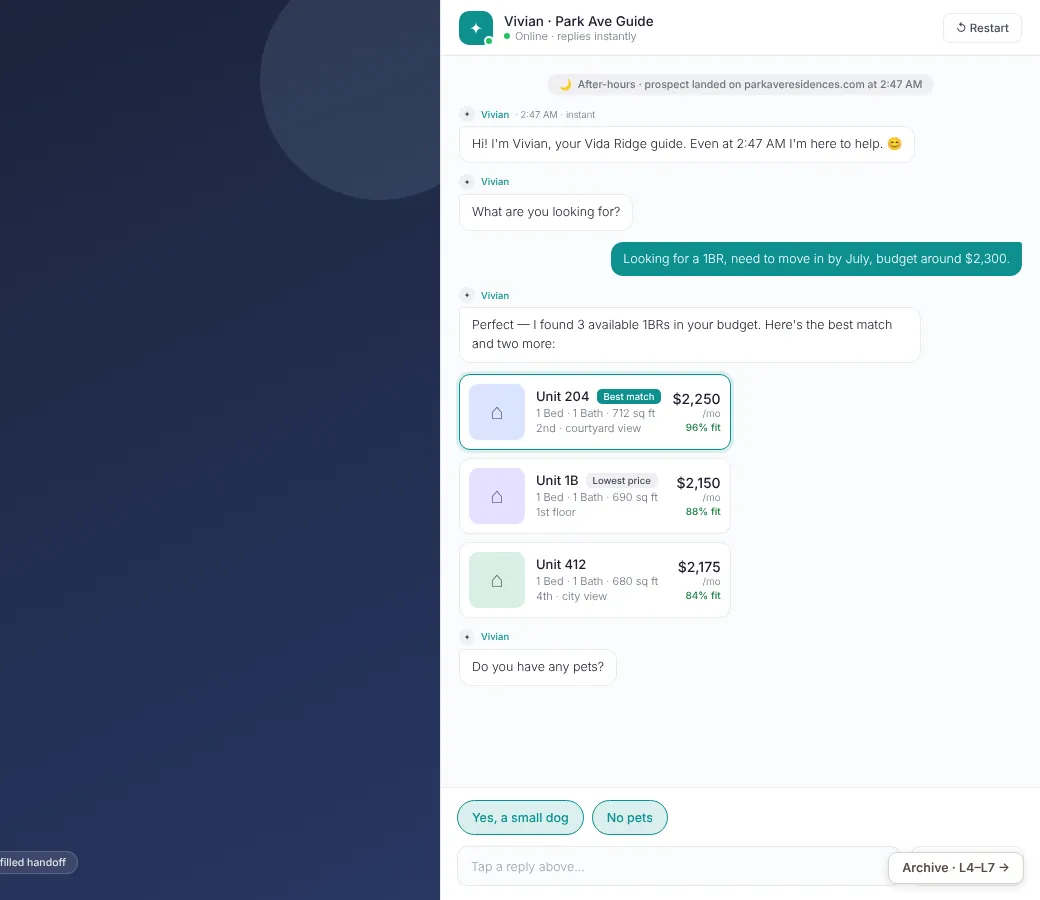 Vivian · Park Ave Guide
Online · replies instantly
↺ Restart
🌙 After-hours · prospect landed on parkaveresidences.com at 2:47 AM
Vivian · 2:47 AM · instant
Hi! I'm Vivian, your Vida Ridge guide. Even at 2:47 AM I'm here to help. 😊
Vivian
What are you looking for?
Looking for a 1BR, need to move in by July, budget around $2,300.
Vivian
Perfect — I found 3 available 1BRs in your budget. Here's the best match
and two more:
Unit 204 Best match $2,250
1 Bed · 1 Bath · 712 sq ft /mo
2nd · courtyard view 96% fit
Unit 1B Lowest price $2,150
1 Bed · 1 Bath · 690 sq ft /mo
1st floor 88% fit
Unit 412 $2,175
1 Bed · 1 Bath · 680 sq ft /mo
4th · city view 84% fit
Vivian
Do you have any pets?
Yes, a small dog
No pets
filled handoff
Tap a reply above...
Archive · L4–L7 →